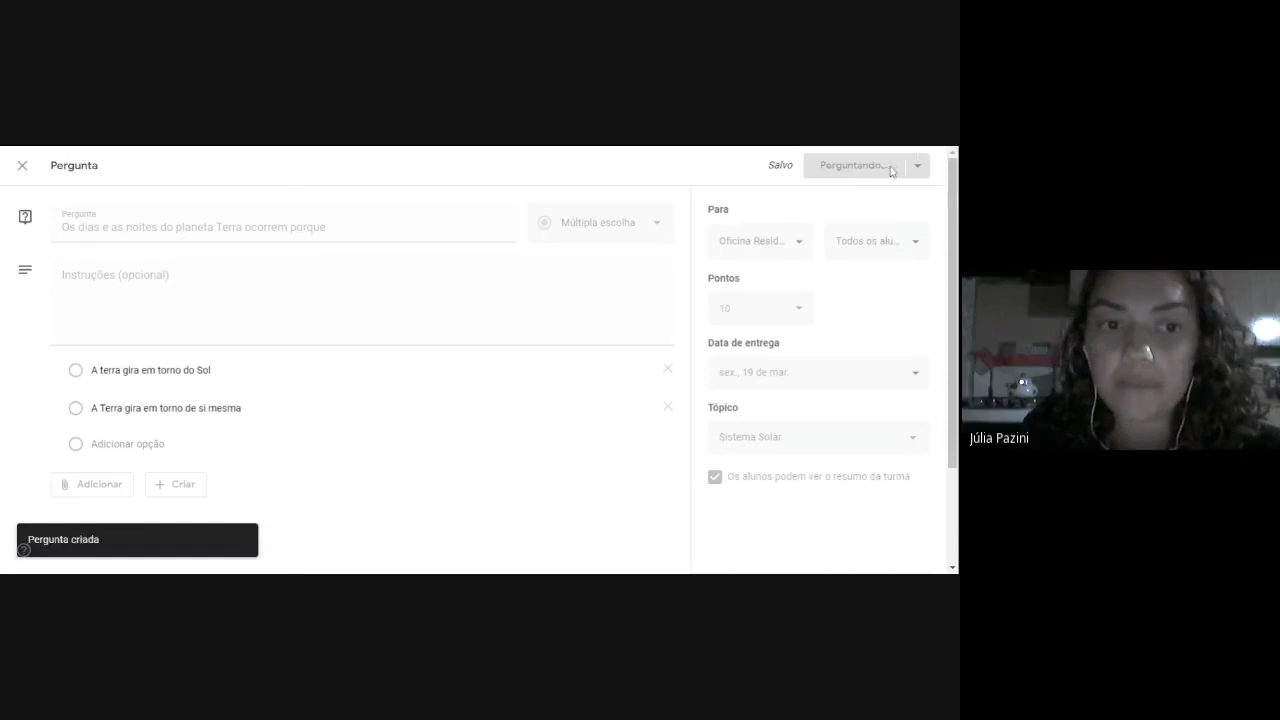 Pergunta
Salvo
Perguntando...
Pergunta
Os dias e as noites do planeta Terra ocorrem porque
Múltipla escolha
Instruções (opcional)
A terra gira em torno do Sol
A Terra gira em torno de si mesma
Adicionar opção
Adicionar
Criar
Pergunta criada
Para
Oficina Resid...
Todos os alu...
Pontos
10
Data de entrega
sex., 19 de mar.
Tópico
Sistema Solar
Os alunos podem ver o resumo da turma
Júlia Pazini